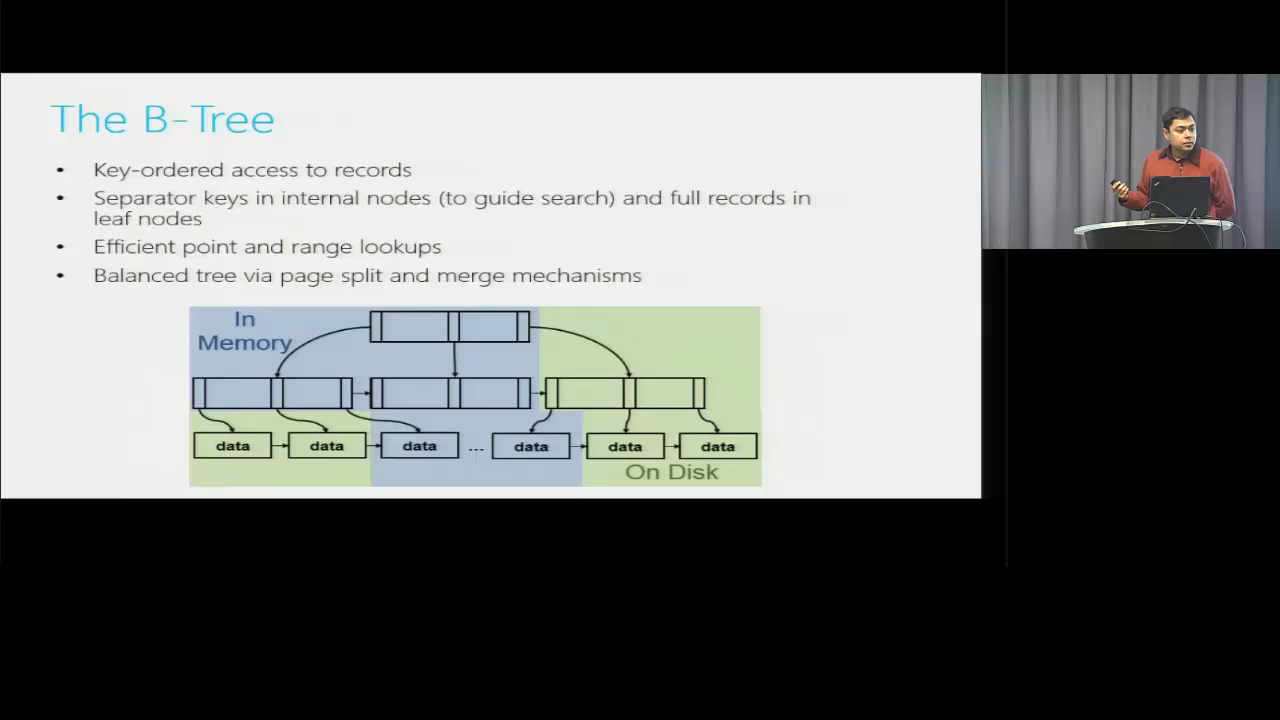 The B-Tree
• Key-ordered access to records
• Separator keys in internal nodes (to guide search) and full records in
leaf nodes
• Efficient point and range lookups
• Balanced tree via page split and merge mechanisms
In
Memory
data data data ... data data data
On Disk